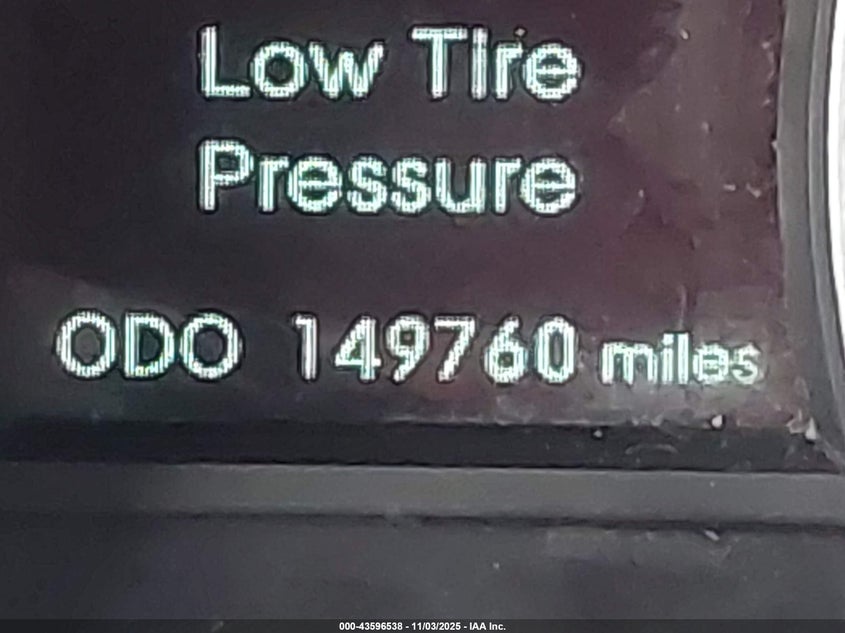 Low Tire
Pressure
ODO 149760 miles
000-43596538 - 11/03/2025 - IAA Inc.